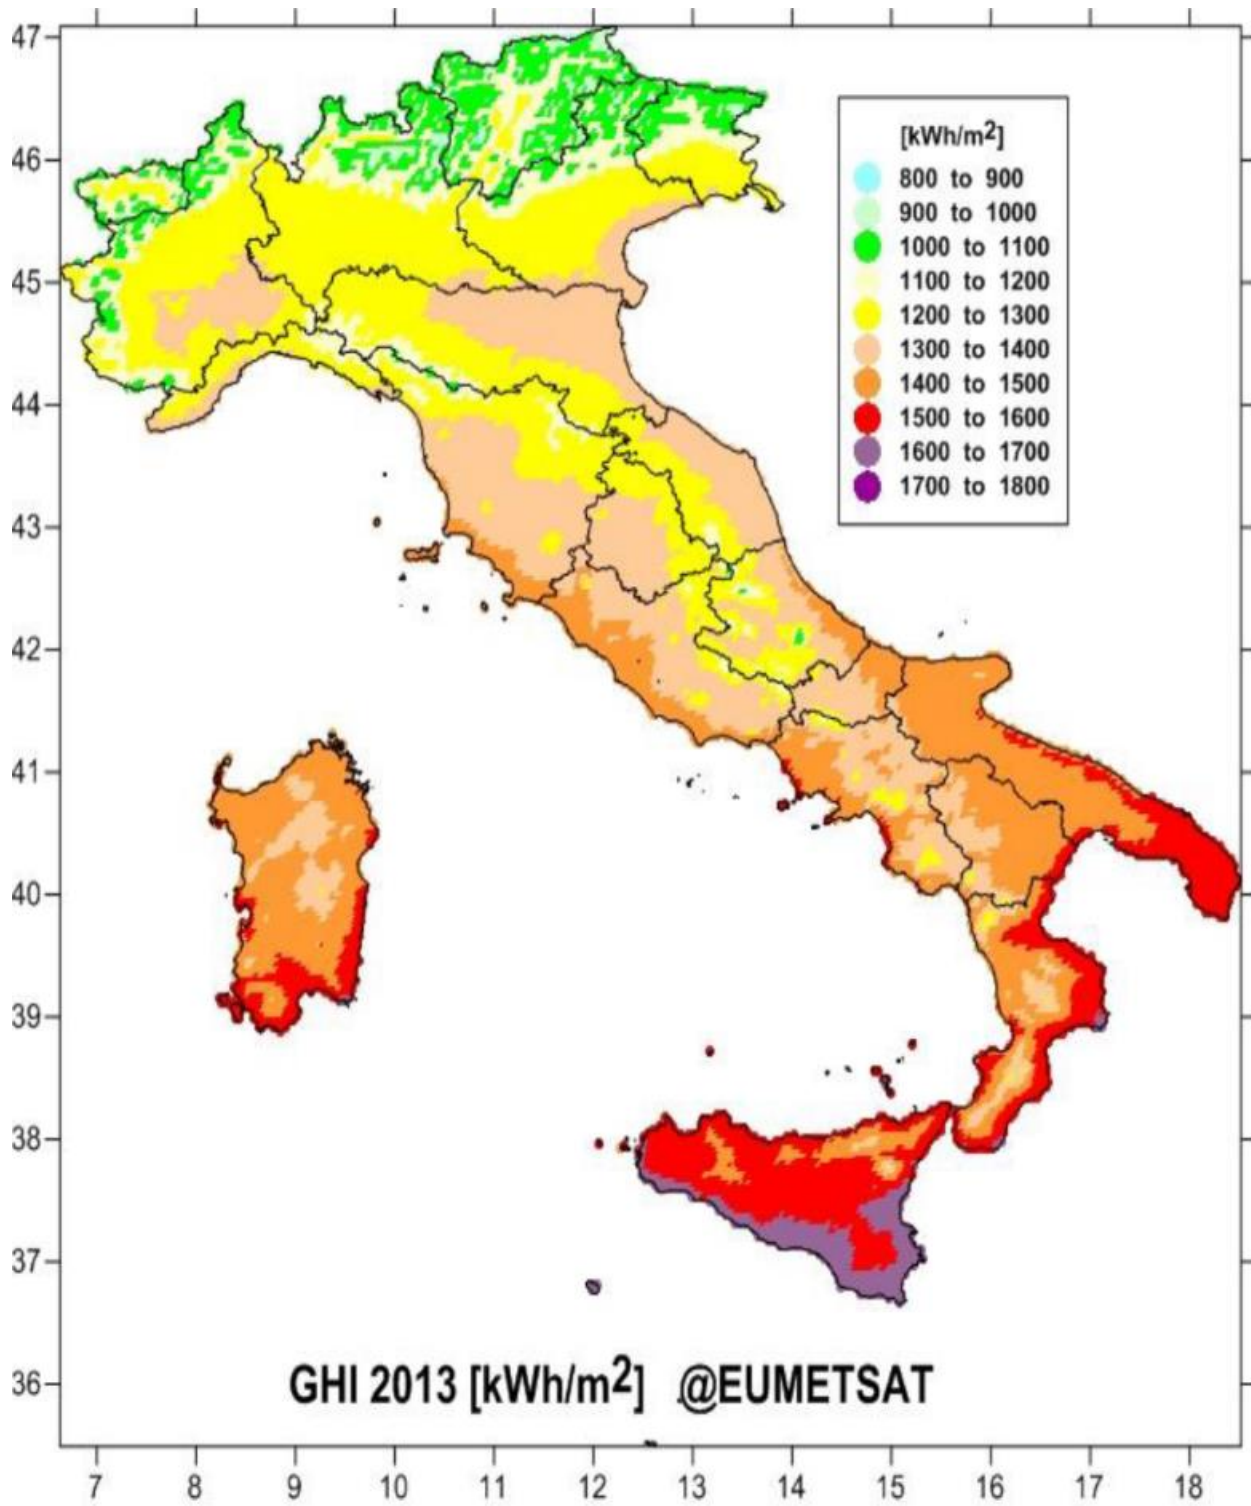 47
46
45
44
43
42
41
40
39
38
37
36
[kWh/m2]
800 to 900
900 to 1000
1000 to 1100
1100 to 1200
1200 to 1300
1300 to 1400
1400 to 1500
1500 to 1600
1600 to 1700
1700 to 1800
GHI 2013 [kWh/m2] @EUMETSAT
7 8 9 10 11 12 13 14 15 16 17 18